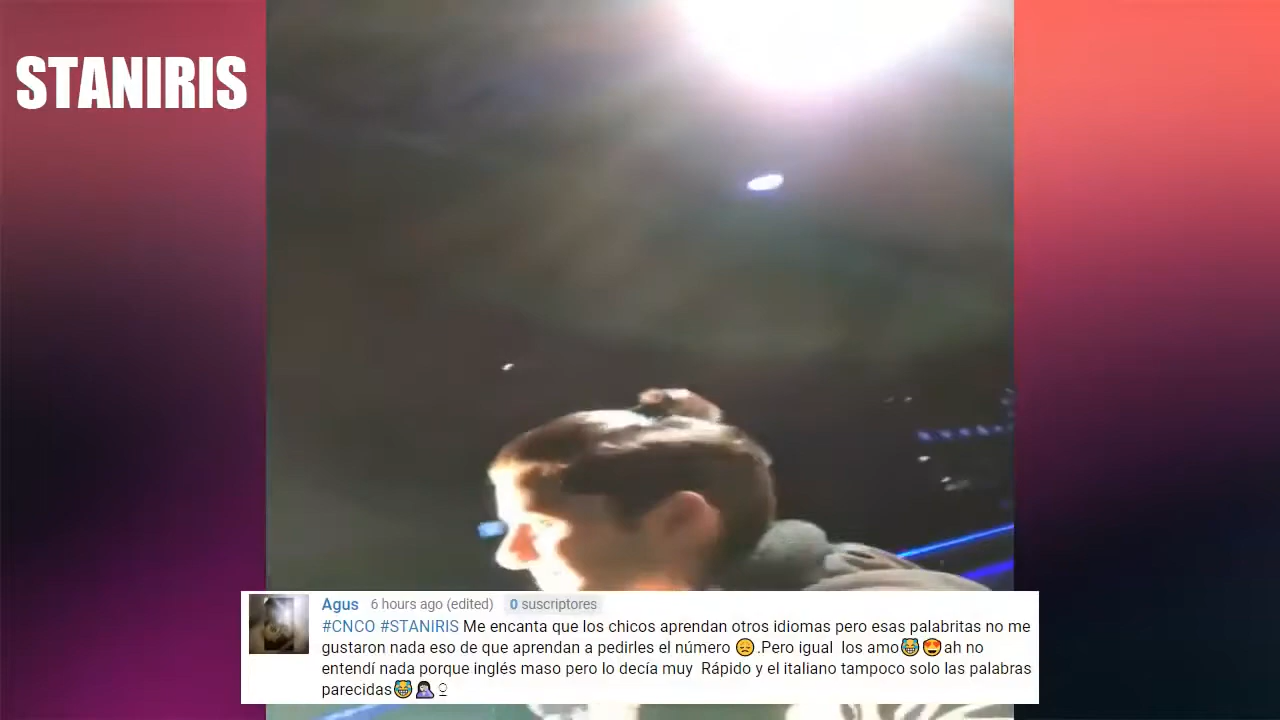 STANIRIS
Agus 6 hours ago (edited) 0 suscriptores
#CNCO #STANIRIS Me encanta que los chicos aprendan otros idiomas pero esas palabritas no me
gustaron nada eso de que aprendan a pedirles el número 😞.Pero igual los amo😹😍ah no
entendí nada porque inglés maso pero lo decía muy Rápido y el italiano tampoco solo las palabras
parecidas😹🤦🏻♀